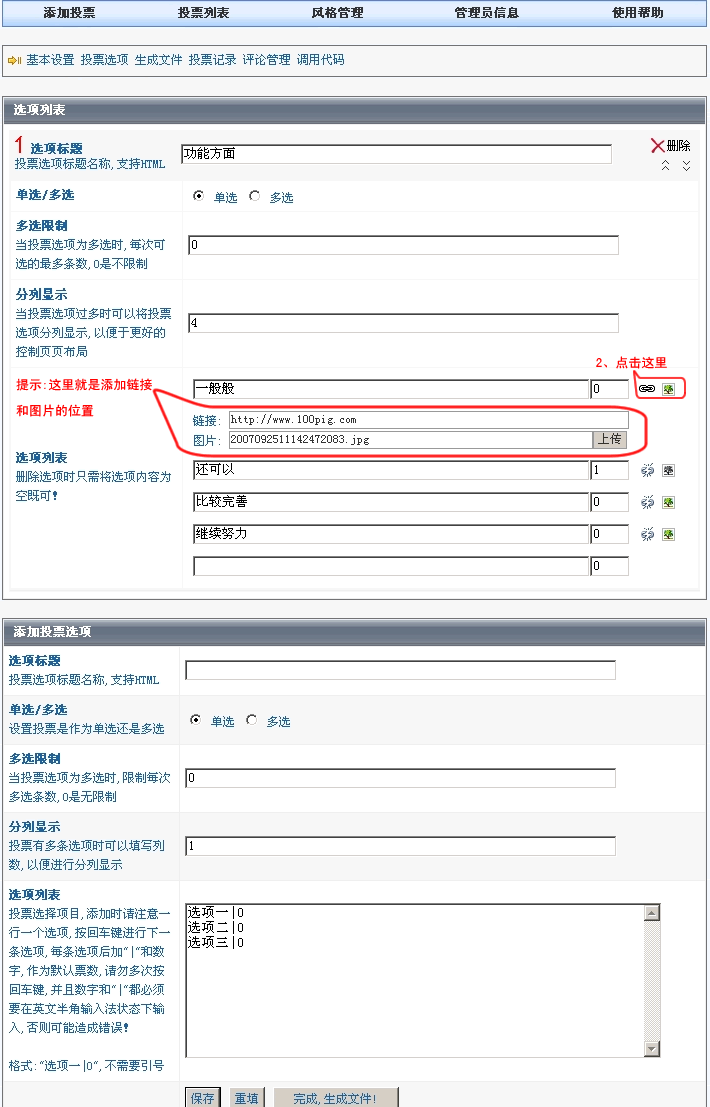 添加投票 投票列表 风格管理 管理员信息 使用帮助
基本设置 投票选项 生成文件 投票记录 评论管理 调用代码
选项列表
1 选项标题
投票选项标题名称,支持HTML
功能方面
删除
单选/多选
单选 多选
多选限制
当投票选项为多选时,每次可
选的最多条数,0是不限制
0
分列显示
当投票选项过多时可以将投票
选项分列显示,以便于更好的
控制页页布局
4
2、点击这里
提示:这里就是添加链接
和图片的位置
一般般 0
链接: http://www.100pig.com
图片: 2007092511142472083.jpg 上传
选项列表
删除选项时只需将选项内容为
空既可!
还可以 1
比较完善 0
继续努力 0
0
添加投票选项
选项标题
投票选项标题名称,支持HTML
单选/多选
设置投票是作为单选还是多选
单选 多选
多选限制
当投票选项为多选时,限制每次
多选条数,0是无限制
0
分列显示
投票有多条选项时可以填写列
数,以便进行分列显示
1
选项列表
投票选择项目,添加时请注意一
行一个选项,按回车键进行下一
条选项,每条选项后加"|"和数
字,作为默认票数,请勿多次按
回车键,并且数字和"|"都必须
要在英文半角输入法状态下输
入,否则可能造成错误!
格式:"选项一|0",不需要引号
选项一|0
选项二|0
选项三|0
保存 重填 完成,生成文件!